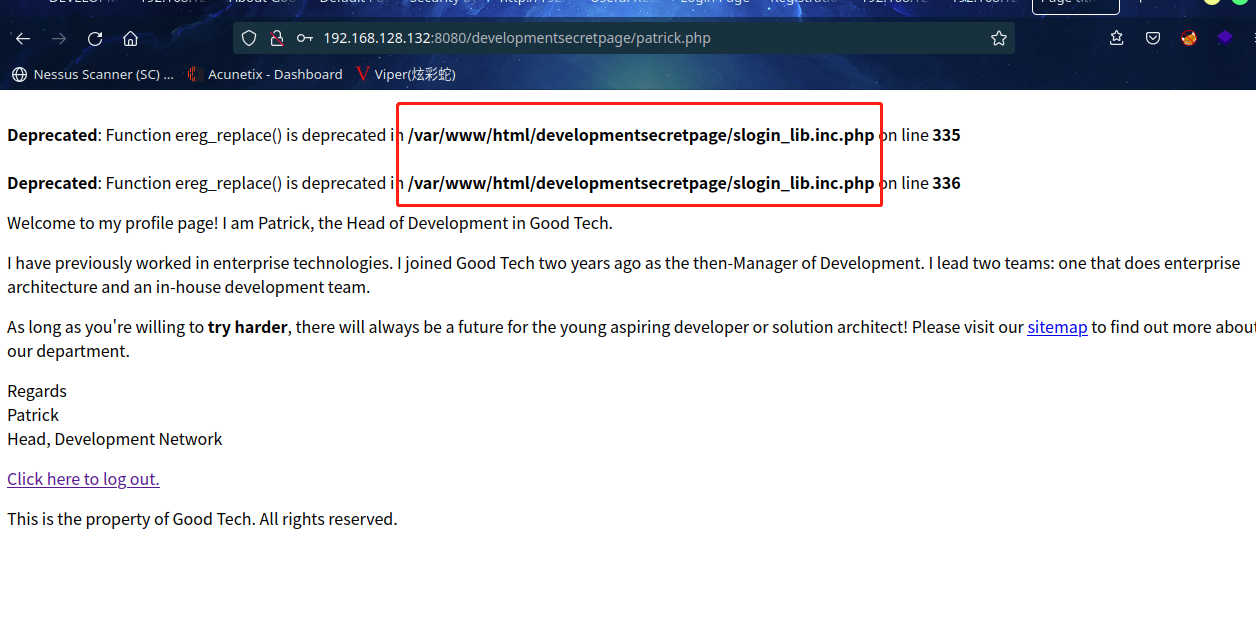 192.168.128.132:8080/developmentsecretpage/patrick.php
Nessus Scanner (SC) ... Acunetix - Dashboard Viper(炫彩蛇)
Deprecated: Function ereg_replace() is deprecated in /var/www/html/developmentsecretpage/slogin_lib.inc.php on line 335
Deprecated: Function ereg_replace() is deprecated in /var/www/html/developmentsecretpage/slogin_lib.inc.php on line 336
Welcome to my profile page! I am Patrick, the Head of Development in Good Tech.
I have previously worked in enterprise technologies. I joined Good Tech two years ago as the then-Manager of Development. I lead two teams: one that does enterprise
architecture and an in-house development team.
As long as you're willing to try harder, there will always be a future for the young aspiring developer or solution architect! Please visit our sitemap to find out more about
our department.
Regards
Patrick
Head, Development Network
Click here to log out.
This is the property of Good Tech. All rights reserved.